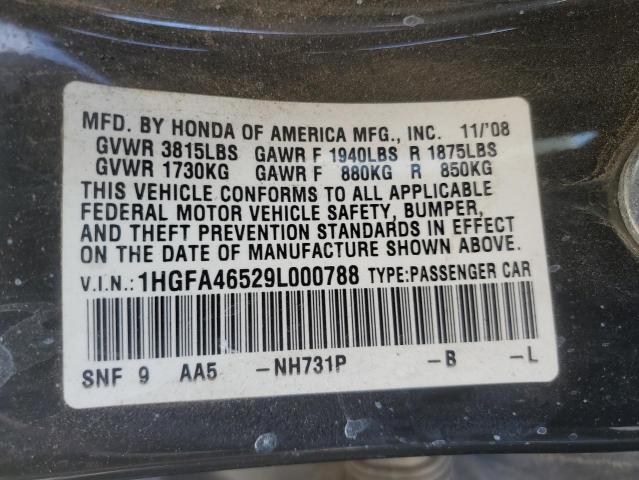 MFD. BY HONDA OF AMERICA MFG., INC. 11/'08
GVWR 3815LBS GAWR F 1940LBS R 1875LBS
GVWR 1730KG GAWR F 880KG R 850KG
THIS VEHICLE CONFORMS TO ALL APPLICABLE
FEDERAL MOTOR VEHICLE SAFETY, BUMPER,
AND THEFT PREVENTION STANDARDS IN EFFECT
ON THE DATE OF MANUFACTURE SHOWN ABOVE.
V.I.N.: 1HGFA46529L000788 TYPE:PASSENGER CAR
SNF 9 AA5 -NH731P -B -L